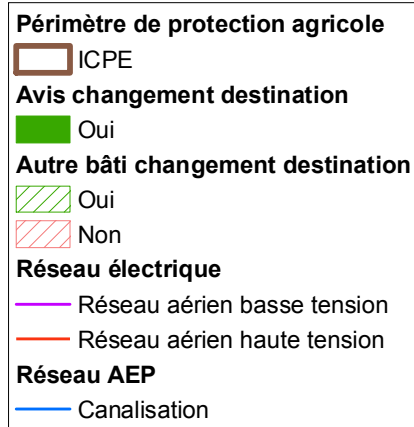 Périmètre de protection agricole
ICPE
Avis changement destination
Oui
Autre bâti changement destination
Oui
Non
Réseau électrique
Réseau aérien basse tension
Réseau aérien haute tension
Réseau AEP
Canalisation